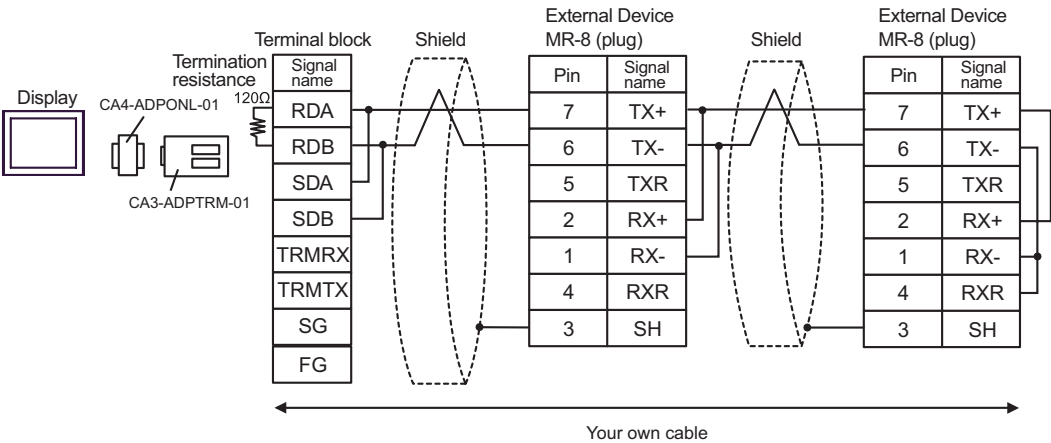 Display
CA4-ADPONL-01
CA3-ADPTRM-01
Termination
resistance
120Ω
Terminal block
Signal
name
RDA
RDB
SDA
SDB
TRMRX
TRMTX
SG
FG
Shield
External Device
MR-8 (plug)
Pin
Signal
name
7
TX+
6
TX-
5
TXR
2
RX+
1
RX-
4
RXR
3
SH
Shield
External Device
MR-8 (plug)
Pin
Signal
name
7
TX+
6
TX-
5
TXR
2
RX+
1
RX-
4
RXR
3
SH
Your own cable